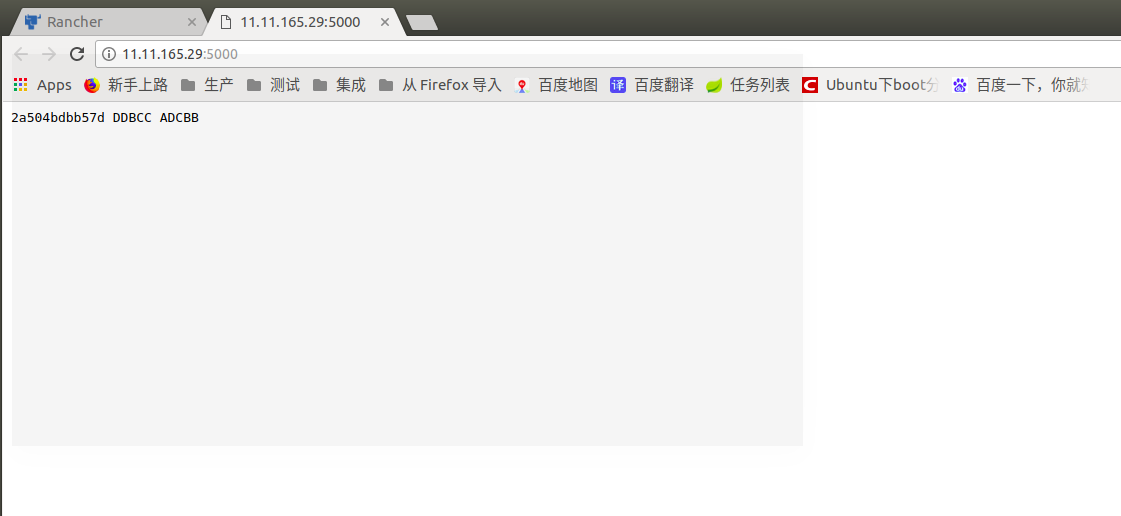 Rancher 11.11.165.29:5000
11.11.165.29:5000
Apps 新手上路 生产 测试 集成 从 Firefox 导入 百度地图 译 百度翻译 任务列表 C Ubuntu下boot分 百度一下，你就知
2a504bdbb57d DDBCC ADCBB